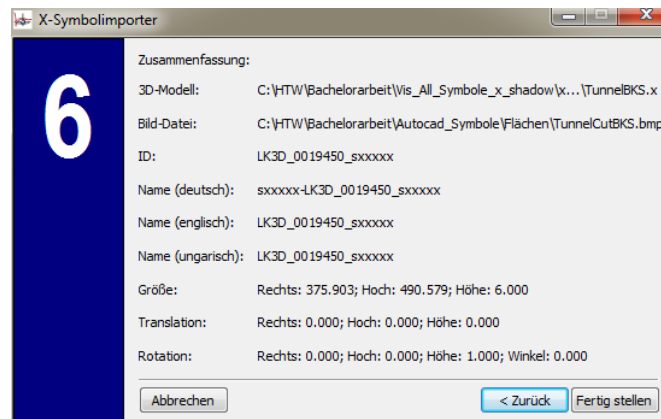 X-Symbolimporter
6
Zusammenfassung:
3D-Modell: C:\HTW\Bachelorarbeit\Vis_All_Symbole_x_shadow\x...\TunnelBKS.x
Bild-Datei: C:\HTW\Bachelorarbeit\Autocad_Symbole\Flächen\TunnelCutBKS.bmp
ID: LK3D_0019450_sxxxxx
Name (deutsch): sxxxxx-LK3D_0019450_sxxxxx
Name (englisch): LK3D_0019450_sxxxxx
Name (ungarisch): LK3D_0019450_sxxxxx
Größe: Rechts: 375.903; Hoch: 490.579; Höhe: 6.000
Translation: Rechts: 0.000; Hoch: 0.000; Höhe: 0.000
Rotation: Rechts: 0.000; Hoch: 0.000; Höhe: 1.000; Winkel: 0.000
Abbrechen < Zurück Fertig stellen